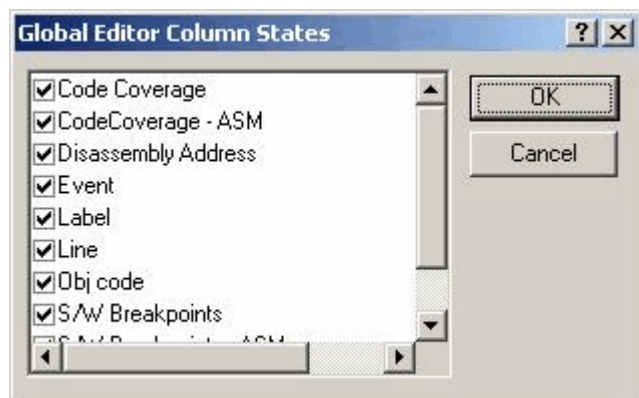 Global Editor Column States
Code Coverage
CodeCoverage - ASM
Disassembly Address
Event
Label
Line
Obj code
S/W Breakpoints
OK
Cancel